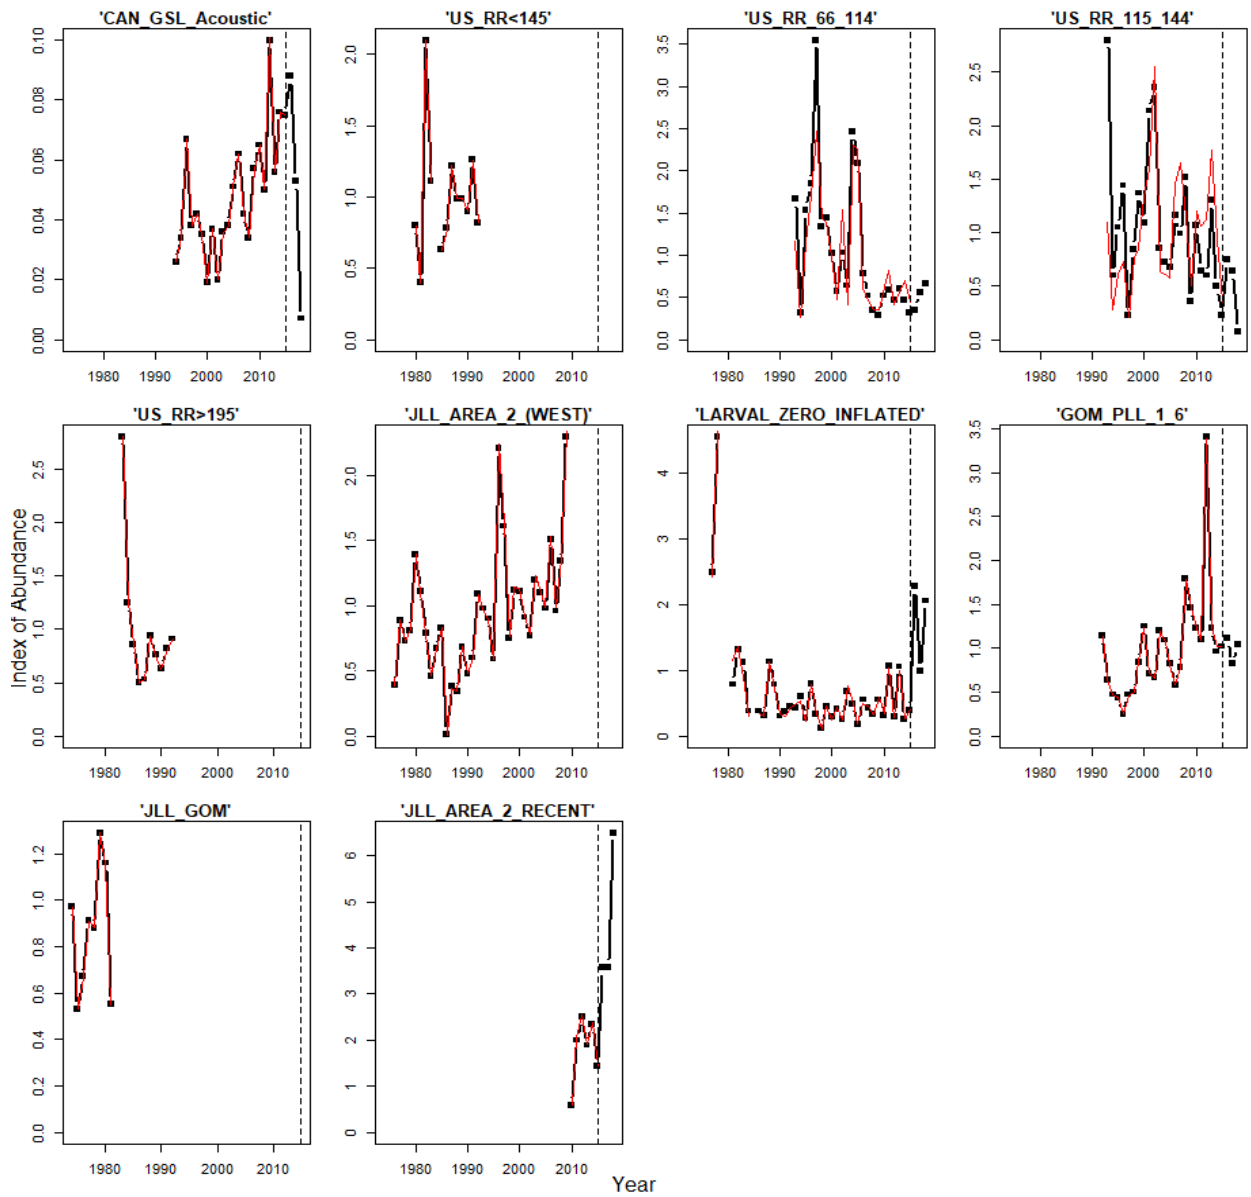 'CAN_GSL_Acoustic' 'US_RR<145' 'US_RR_66_114' 'US_RR_115_144'
0.10 0.08 0.06 0.04 0.02 0.00
2.0 1.5 1.0 0.5 0.0
3.5 3.0 2.5 2.0 1.5 1.0 0.5 0.0
2.5 2.0 1.5 1.0 0.5 0.0
1980 1990 2000 2010 1980 1990 2000 2010 1980 1990 2000 2010 1980 1990 2000 2010
'US_RR>195' 'JLL_AREA_2_(WEST)' 'LARVAL_ZERO_INFLATED' 'GOM_PLL_1_6'
Index of Abundance
2.5 2.0 1.5 1.0 0.5 0.0
2.0 1.5 1.0 0.5 0.0
4 3 2 1 0
3.5 3.0 2.5 2.0 1.5 1.0 0.5 0.0
1980 1990 2000 2010 1980 1990 2000 2010 1980 1990 2000 2010 1980 1990 2000 2010
'JLL_GOM' 'JLL_AREA_2_RECENT'
1.2 1.0 0.8 0.6 0.4 0.2 0.0
6 5 4 3 2 1 0
1980 1990 2000 2010 1980 1990 2000 2010
Year